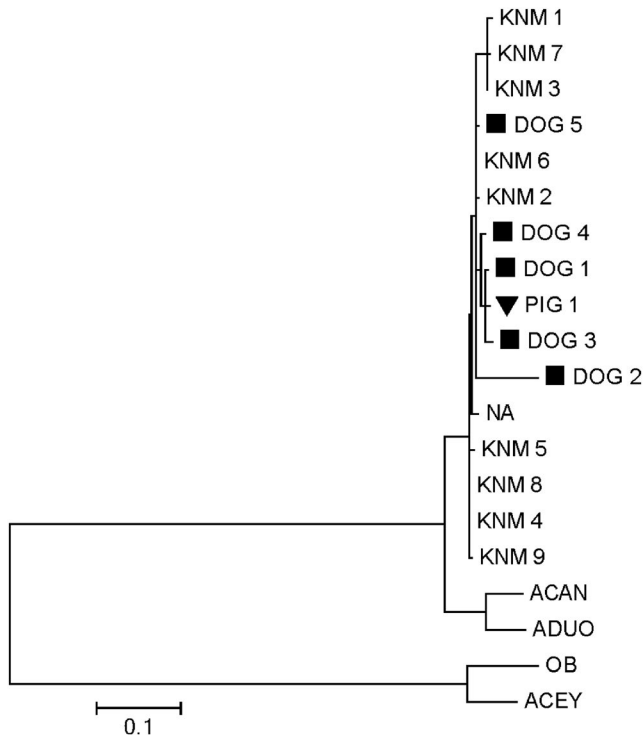 KNM 1
KNM 7
KNM 3
DOG 5
KNM 6
KNM 2
DOG 4
DOG 1
PIG 1
DOG 3
DOG 2
NA
KNM 5
KNM 8
KNM 4
KNM 9
ACAN
ADUO
OB
ACEY
0.1